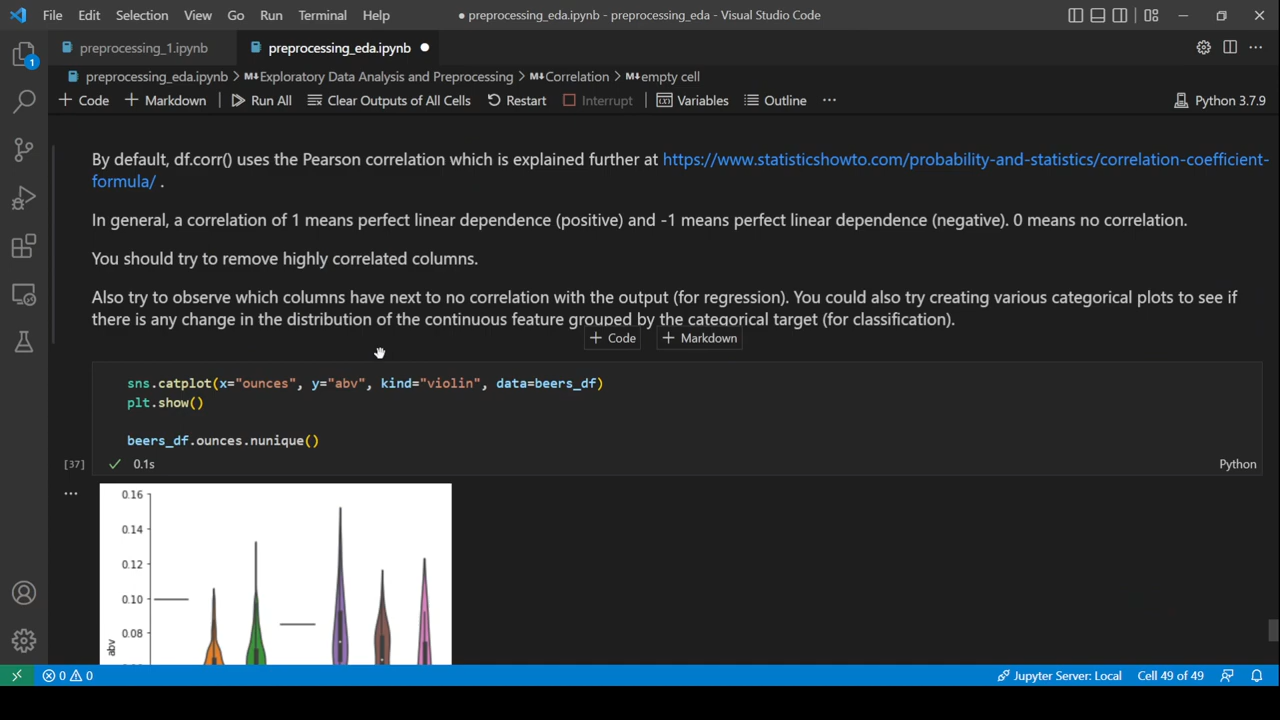 File Edit Selection View Go Run Terminal Help ● preprocessing_eda.ipynb - preprocessing_eda - Visual Studio Code
preprocessing_1.ipynb preprocessing_eda.ipynb
preprocessing_eda.ipynb > M↓Exploratory Data Analysis and Preprocessing > M↓Correlation > M↓empty cell
+ Code + Markdown Run All Clear Outputs of All Cells Restart Interrupt Variables Outline ... Python 3.7.9
1
By default, df.corr() uses the Pearson correlation which is explained further at https://www.statisticshowto.com/probability-and-statistics/correlation-coefficient-
formula/ .
In general, a correlation of 1 means perfect linear dependence (positive) and -1 means perfect linear dependence (negative). 0 means no correlation.
You should try to remove highly correlated columns.
Also try to observe which columns have next to no correlation with the output (for regression). You could also try creating various categorical plots to see if
there is any change in the distribution of the continuous feature grouped by the categorical target (for classification).
+ Code + Markdown
sns.catplot(x="ounces", y="abv", kind="violin", data=beers_df)
plt.show()
beers_df.ounces.nunique()
[37] ✓ 0.1s Python
...
0.16
0.14
0.12
0.10
0.08
abv
0 0 Jupyter Server: Local Cell 49 of 49